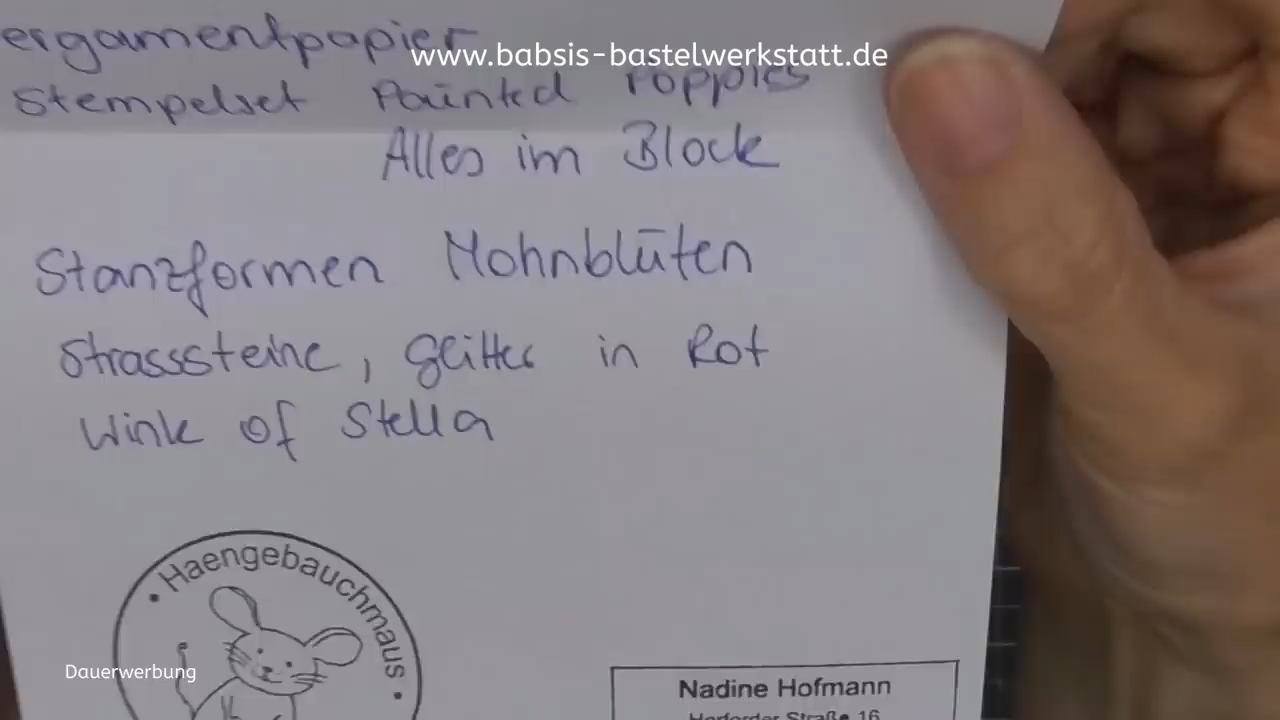 ergamentpapier
www.babsis-bastelwerkstatt.de
Stempelset Painted Poppies
Alles im Block
Stanzformen Mohnblüten
Strasssteine, Glitter in Rot
Wink of Stella
• Haengebauchmaus •
Dauerwerbung
Nadine Hofmann
Herforder Straße 16